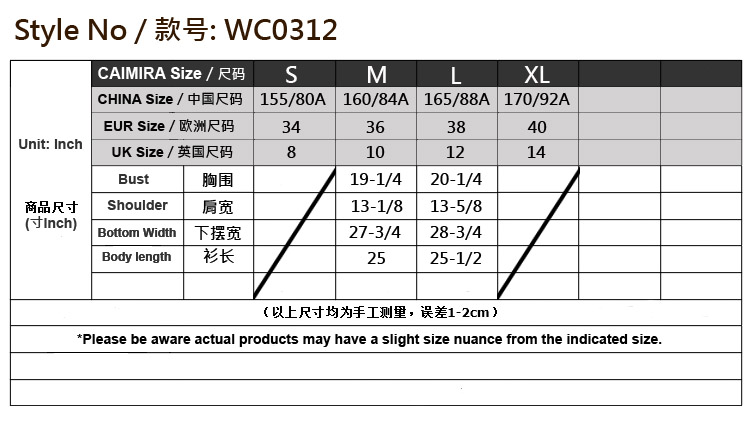 Style No / 款号: WC0312
CAIMIRA Size / 尺码 S M L XL
CHINA Size / 中国尺码 155/80A 160/84A 165/88A 170/92A
EUR Size / 欧洲尺码 34 36 38 40
Unit: Inch
UK Size / 英国尺码 8 10 12 14
Bust 胸围 19-1/4 20-1/4
商品尺寸
Shoulder 肩宽 13-1/8 13-5/8
(寸Inch)
Bottom Width 下摆宽 27-3/4 28-3/4
Body length 衫长 25 25-1/2
（以上尺寸均为手工测量，误差1-2cm）
*Please be aware actual products may have a slight size nuance from the indicated size.